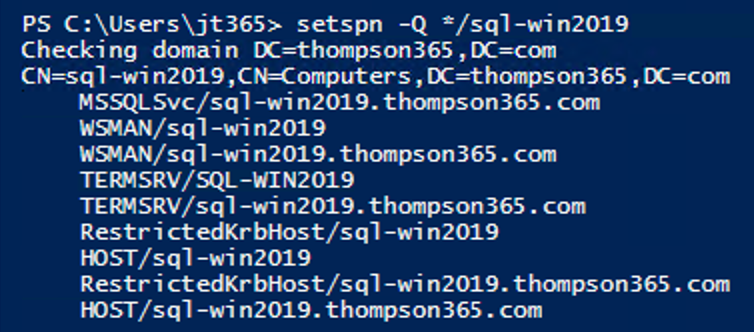 PS C:\Users\jt365> setspn -Q */sql-win2019
Checking domain DC=thompson365,DC=com
CN=sql-win2019,CN=Computers,DC=thompson365,DC=com
MSSQLSvc/sql-win2019.thompson365.com
WSMAN/sql-win2019
WSMAN/sql-win2019.thompson365.com
TERMSRV/SQL-WIN2019
TERMSRV/sql-win2019.thompson365.com
RestrictedKrbHost/sql-win2019
HOST/sql-win2019
RestrictedKrbHost/sql-win2019.thompson365.com
HOST/sql-win2019.thompson365.com